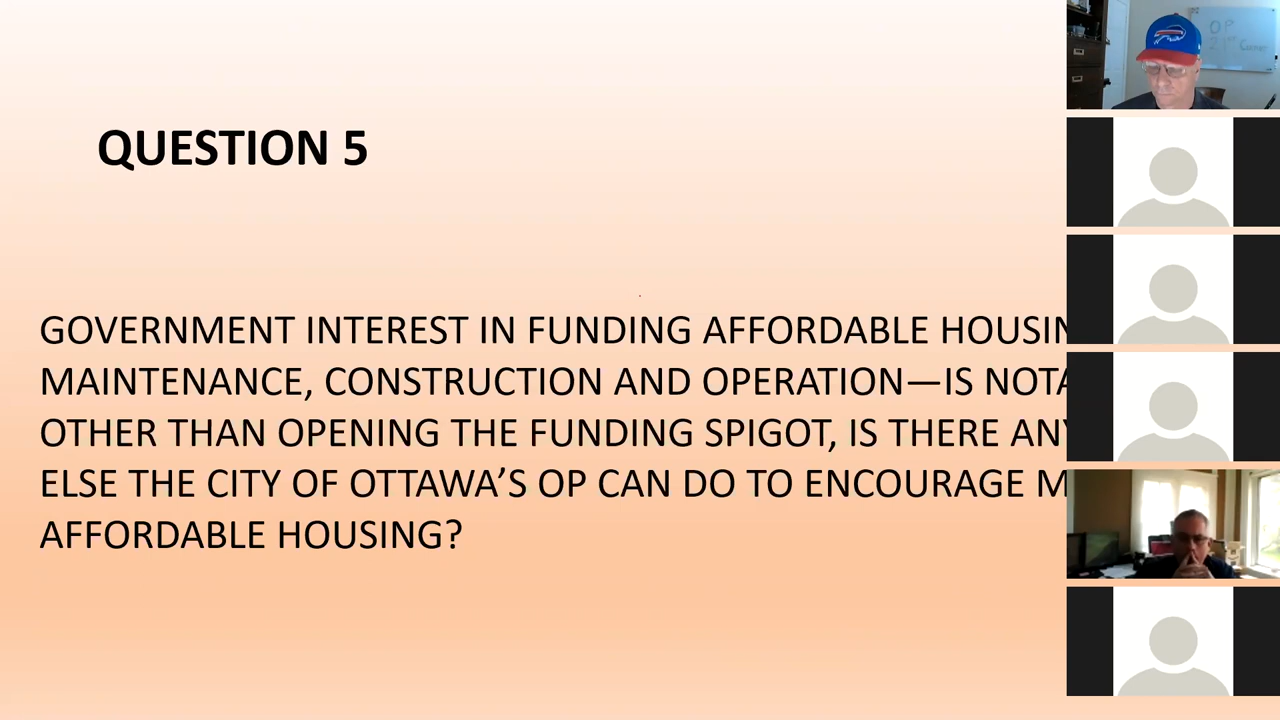 QUESTION 5
GOVERNMENT INTEREST IN FUNDING AFFORDABLE
MAINTENANCE, CONSTRUCTION AND OPERATION—IS
OTHER THAN OPENING THE FUNDING SPIGOT, IS THERE
ELSE THE CITY OF OTTAWA'S OP CAN DO TO ENCOURAGE
AFFORDABLE HOUSING?
OP